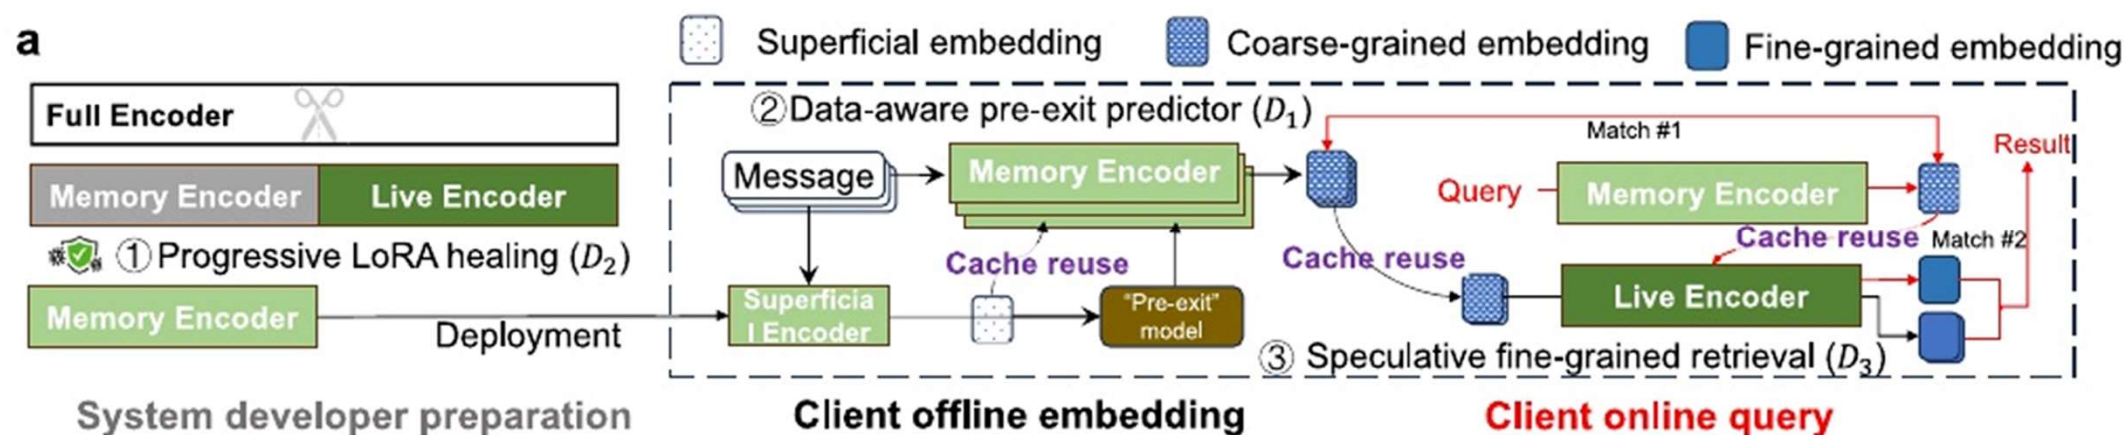 a
Superficial embedding
Coarse-grained embedding
Fine-grained embedding
Full Encoder
Memory Encoder
Live Encoder
① Progressive LoRA healing (D₂)
Memory Encoder
Deployment
System developer preparation
② Data-aware pre-exit predictor (D₁)
Message
Memory Encoder
Cache reuse
Superficia
l Encoder
"Pre-exit"
model
Client offline embedding
Match #1
Result
Query
Memory Encoder
Cache reuse
Cache reuse
Match #2
Live Encoder
③ Speculative fine-grained retrieval (D₃)
Client online query